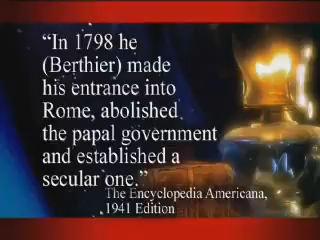 “In 1798 he
(Berthier) made
his entrance into
Rome, abolished
the papal government
and established a
secular one.”
The Encyclopedia Americana,
1941 Edition